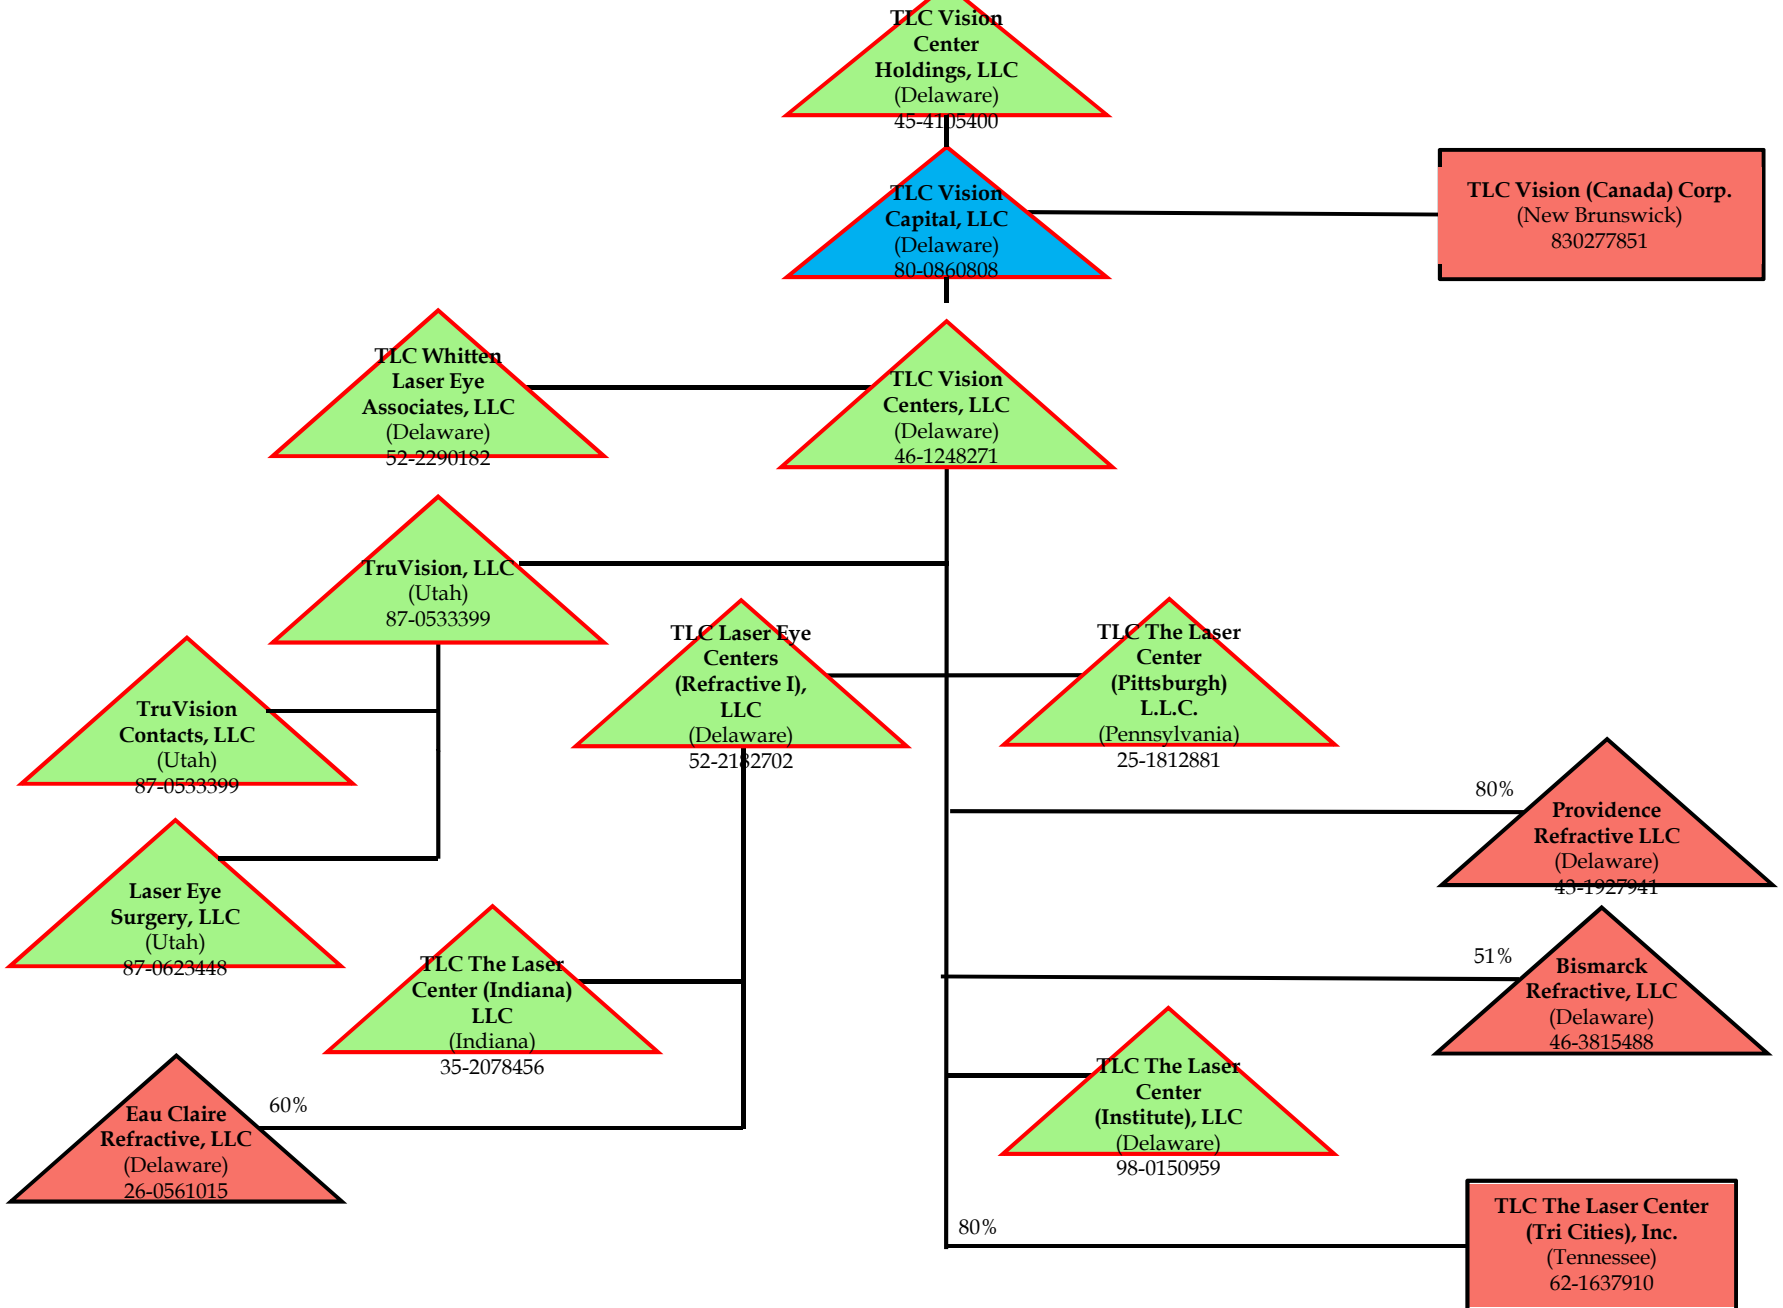 TLC Vision
Center
Holdings, LLC
(Delaware)
45-4105400
TLC Vision
Capital, LLC
(Delaware)
80-0860808
TLC Vision (Canada) Corp.
(New Brunswick)
830277851
TLC Whitten
Laser Eye
Associates, LLC
(Delaware)
52-2290182
TLC Vision
Centers, LLC
(Delaware)
46-1248271
TruVision, LLC
(Utah)
87-0533399
TLC Laser Eye
Centers
(Refractive I),
LLC
(Delaware)
52-2182702
TLC The Laser
Center
(Pittsburgh)
L.L.C.
(Pennsylvania)
25-1812881
TruVision
Contacts, LLC
(Utah)
87-0533399
80%
Providence
Refractive LLC
(Delaware)
43-1927941
Laser Eye
Surgery, LLC
(Utah)
87-0623448
51%
Bismarck
Refractive, LLC
(Delaware)
46-3815488
TLC The Laser
Center (Indiana)
LLC
(Indiana)
35-2078456
TLC The Laser
Center
(Institute), LLC
(Delaware)
98-0150959
60%
Eau Claire
Refractive, LLC
(Delaware)
26-0561015
80%
TLC The Laser Center
(Tri Cities), Inc.
(Tennessee)
62-1637910